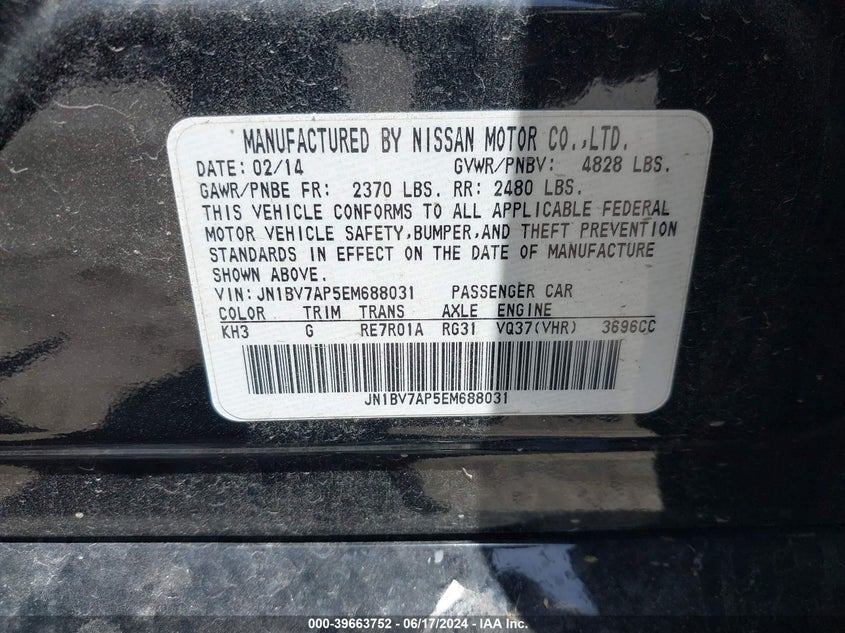 MANUFACTURED BY NISSAN MOTOR CO.,LTD.
DATE: 02/14 GVWR/PNBV: 4828 LBS.
GAWR/PNBE FR: 2370 LBS. RR: 2480 LBS.
THIS VEHICLE CONFORMS TO ALL APPLICABLE FEDERAL
MOTOR VEHICLE SAFETY,BUMPER,AND THEFT PREVENTION
STANDARDS IN EFFECT ON THE DATE OF MANUFACTURE
SHOWN ABOVE.
VIN: JN1BV7AP5EM688031 PASSENGER CAR
COLOR TRIM TRANS AXLE ENGINE
KH3 G RE7R01A RG31 VQ37(VHR) 3696CC
JN1BV7AP5EM688031
000-39663752 - 06/17/2024 - IAA Inc.